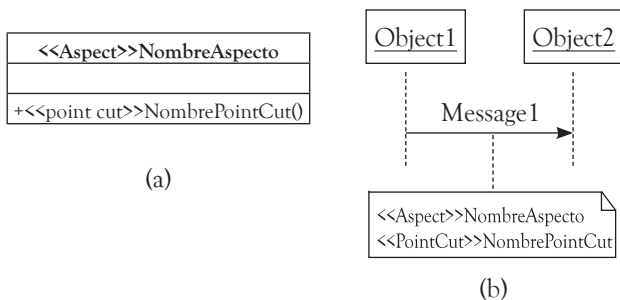 <<Aspect>>NombreAspecto
+<<point cut>>NombrePointCut()
(a)
(b)
Object1
Object2
Message1
<<Aspect>>NombreAspecto
<<PointCut>>NombrePointCut